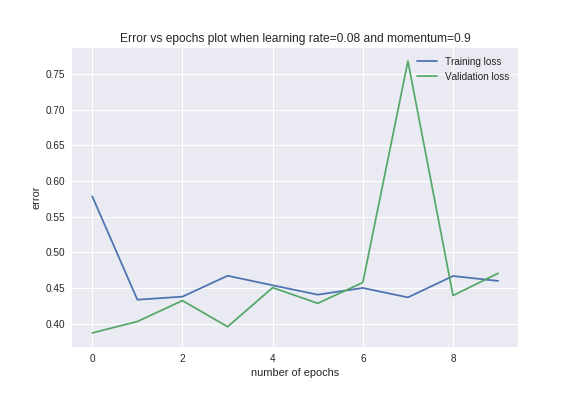 Error vs epochs plot when learning rate=0.08 and momentum=0.9
Training loss
Validation loss
0.75
0.70
0.65
0.60
0.55
0.50
0.45
0.40
error
0 2 4 6 8
number of epochs